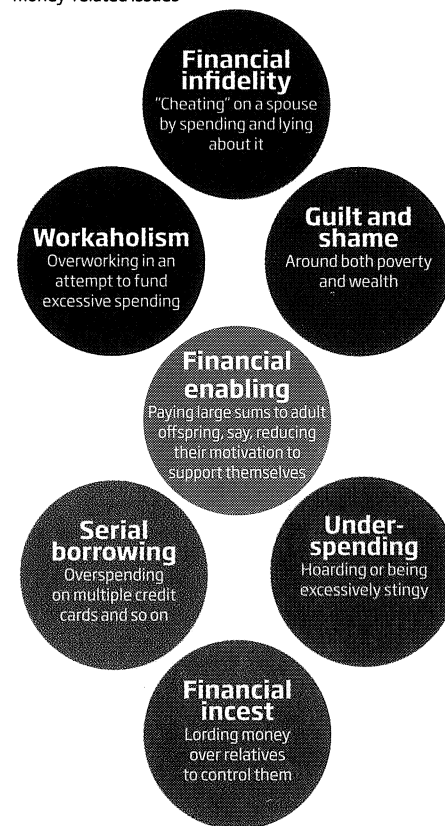 money-related issues
Financial
infidelity
"Cheating" on a spouse
by spending and lying
about it
Workaholism
Overworking in an
attempt to fund
excessive spending
Guilt and
shame
Around both poverty
and wealth
Financial
enabling
Paying large sums to adult
offspring, say, reducing
their motivation to
support themselves
Serial
borrowing
Overspending
on multiple credit
cards and so on
Under-
spending
Hoarding or being
excessively stingy
Financial
incest
Lording money
over relatives
to control them